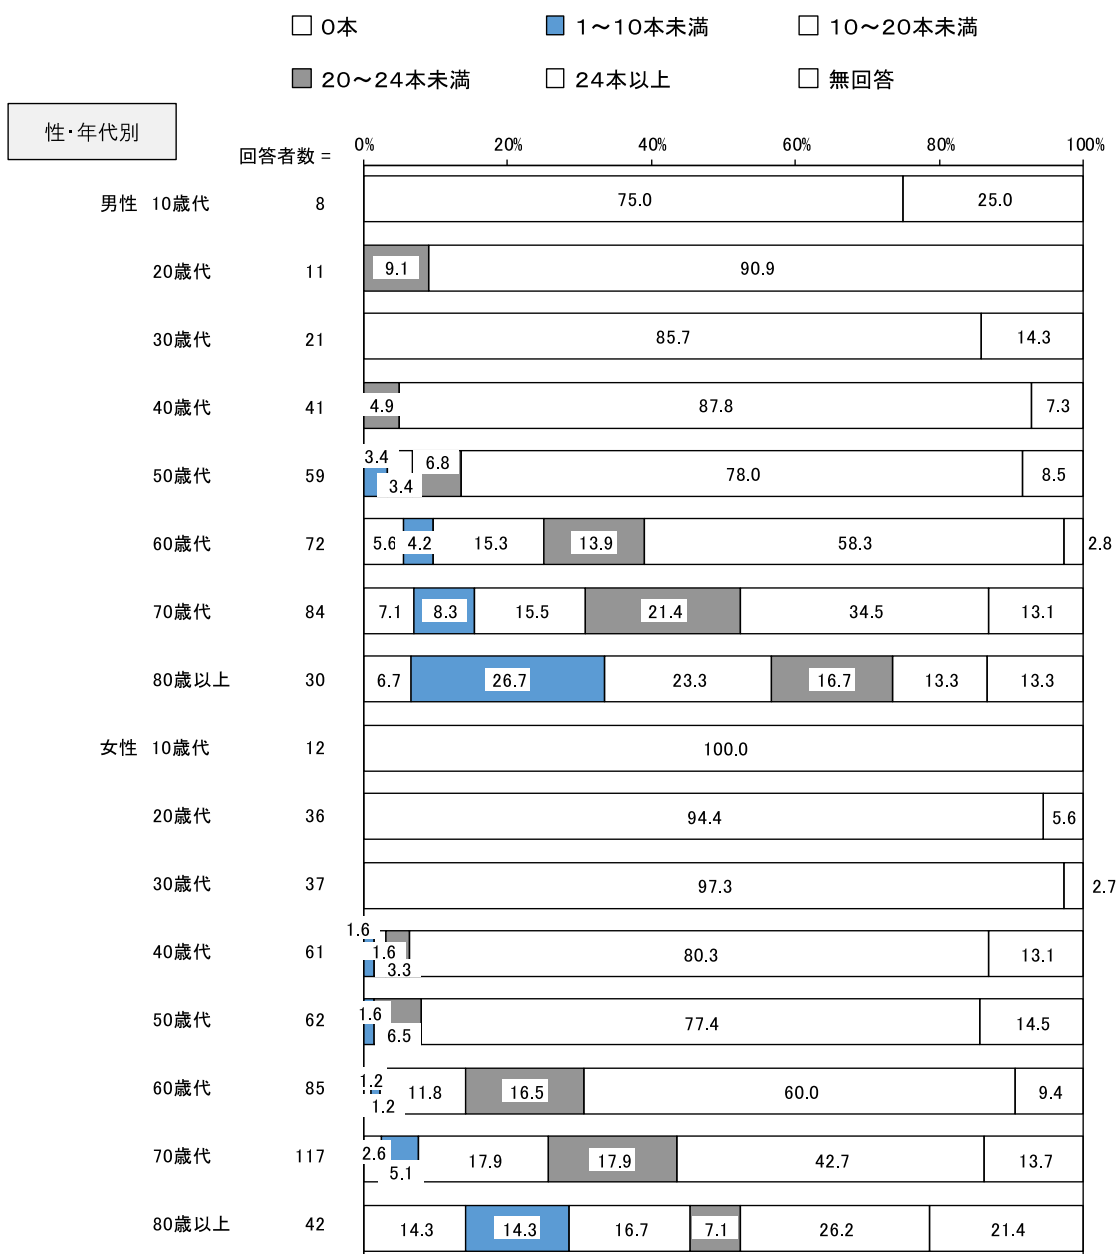 0本 1～10本未満 10～20本未満
20～24本未満 24本以上 無回答
性・年代別
回答者数 = 0% 20% 40% 60% 80% 100%
男性 10歳代 8 75.0 25.0
20歳代 11 9.1 90.9
30歳代 21 85.7 14.3
40歳代 41 4.9 87.8 7.3
50歳代 59 3.4 3.4 6.8 78.0 8.5
60歳代 72 5.6 4.2 15.3 13.9 58.3 2.8
70歳代 84 7.1 8.3 15.5 21.4 34.5 13.1
80歳以上 30 6.7 26.7 23.3 16.7 13.3 13.3
女性 10歳代 12 100.0
20歳代 36 94.4 5.6
30歳代 37 97.3 2.7
40歳代 61 1.6 1.6 3.3 80.3 13.1
50歳代 62 1.6 6.5 77.4 14.5
60歳代 85 1.2 1.2 11.8 16.5 60.0 9.4
70歳代 117 2.6 5.1 17.9 17.9 42.7 13.7
80歳以上 42 14.3 14.3 16.7 7.1 26.2 21.4